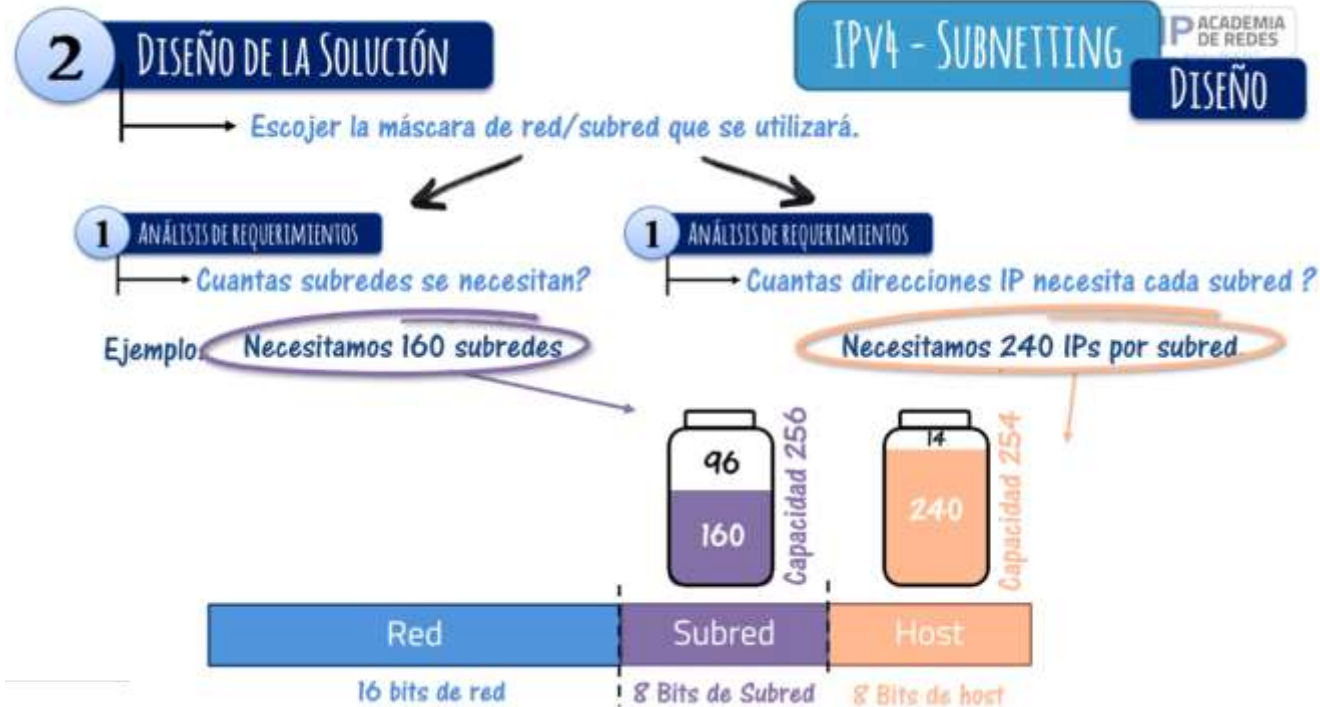 2 DISEÑO DE LA SOLUCIÓN
IPV4 - SUBNETTING
IP ACADEMIA
DE REDES
DISEÑO
Escojer la máscara de red/subred que se utilizará.
1 ANÁLISIS DE REQUERIMIENTOS
Cuantas subredes se necesitan?
Ejemplo: Necesitamos 160 subredes
1 ANÁLISIS DE REQUERIMIENTOS
Cuantas direcciones IP necesita cada subred ?
Necesitamos 240 IPs por subred
96
160
Capacidad 256
14
240
Capacidad 254
Red
Subred
Host
16 bits de red
8 Bits de Subred
8 Bits de host